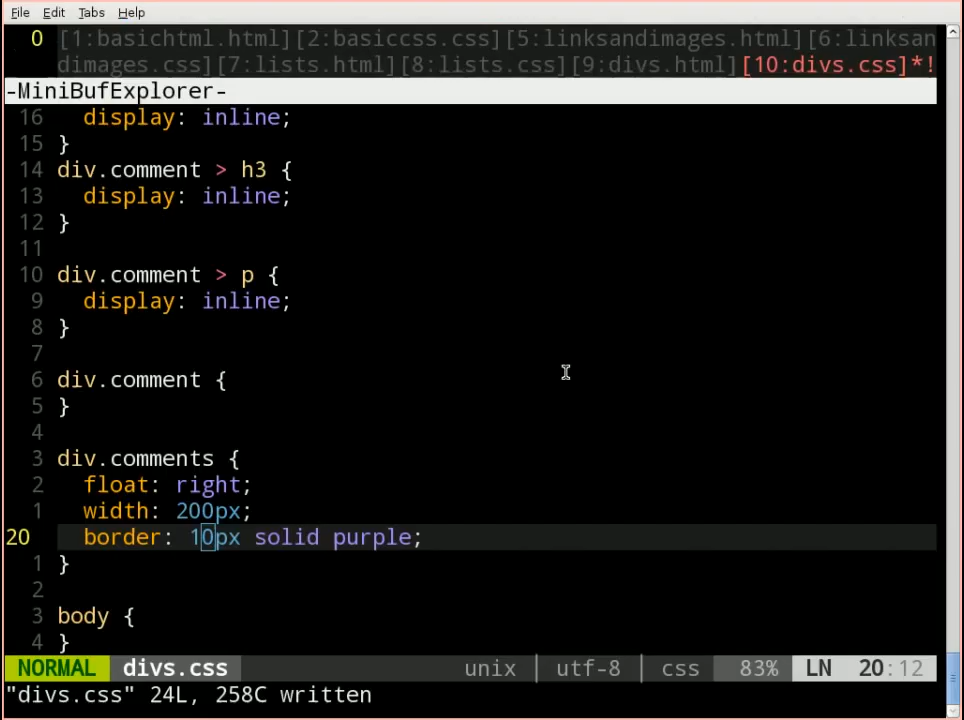 File Edit Tabs Help
0 [1:basichtml.html][2:basiccss.css][5:linksandimages.html][6:linksan
dimages.css][7:lists.html][8:lists.css][9:divs.html][10:divs.css]*!
-MiniBufExplorer-
16 display: inline;
15 }
14 div.comment > h3 {
13 display: inline;
12 }
11
10 div.comment > p {
9 display: inline;
8 }
7
6 div.comment {
5 }
4
3 div.comments {
2 float: right;
1 width: 200px;
20 border: 10px solid purple;
1 }
2
3 body {
4 }
NORMAL divs.css unix | utf-8 | css 83% LN 20:12
"divs.css" 24L, 258C written